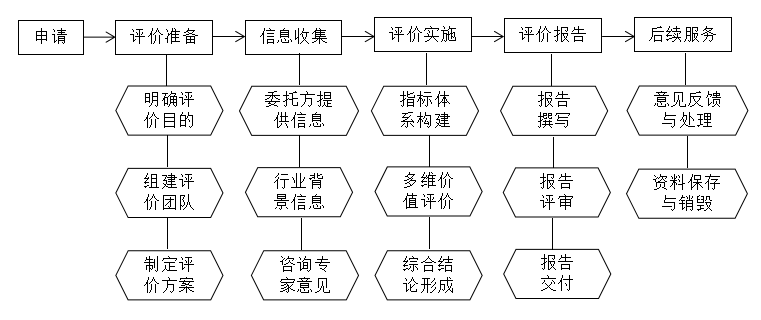 申请
评价准备
信息收集
评价实施
评价报告
后续服务
明确评
价目的
委托方提
供信息
指标体
系构建
报告
撰写
意见反馈
与处理
组建评
价团队
行业背
景信息
多维价
值评价
报告
评审
资料保存
与销毁
制定评
价方案
咨询专
家意见
综合结
论形成
报告
交付